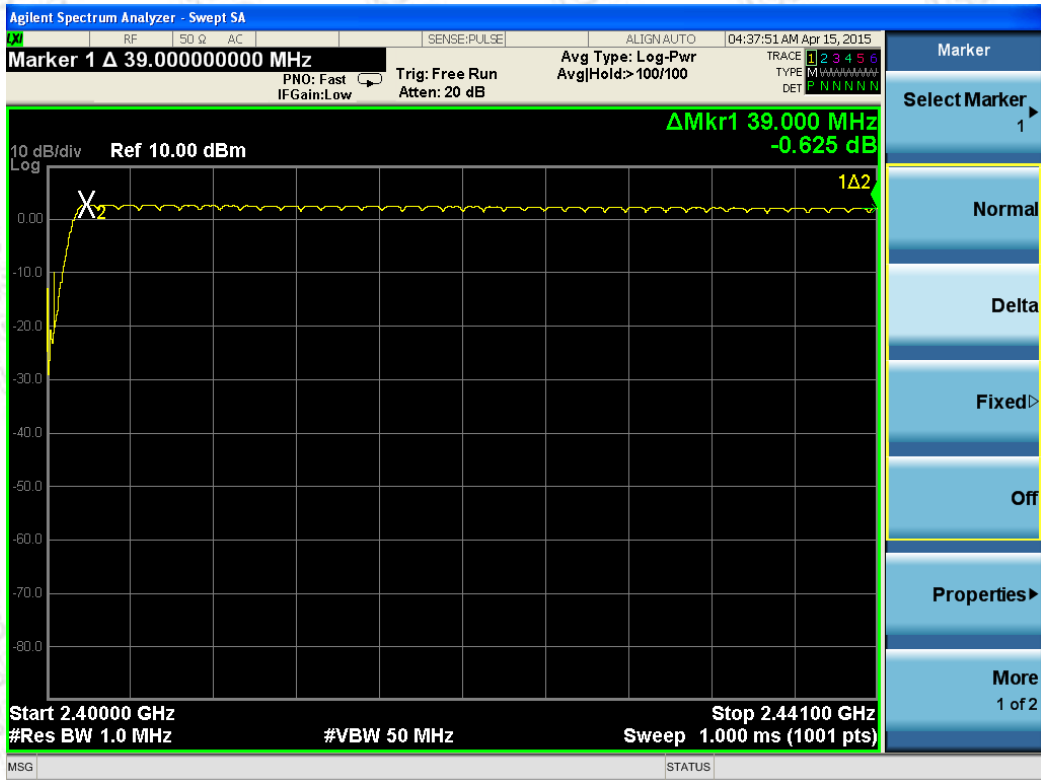 Agilent Spectrum Analyzer - Swept SA
LXI RF 50 Ω AC SENSE:PULSE ALIGN AUTO 04:37:51 AM Apr 15, 2015
Marker 1 Δ 39.000000000 MHz
PNO: Fast
IFGain:Low
Trig: Free Run
Atten: 20 dB
Avg Type: Log-Pwr
Avg|Hold:>100/100
TRACE 1 2 3 4 5 6
TYPE M
DET P N N N N N
ΔMkr1 39.000 MHz
-0.625 dB
10 dB/div Ref 10.00 dBm
Log
1Δ2
X2
0.00
-10.0
-20.0
-30.0
-40.0
-50.0
-60.0
-70.0
-80.0
Start 2.40000 GHz Stop 2.44100 GHz
#Res BW 1.0 MHz #VBW 50 MHz Sweep 1.000 ms (1001 pts)
MSG STATUS
Marker
Select Marker
1
Normal
Delta
Fixed
Off
Properties
More
1 of 2